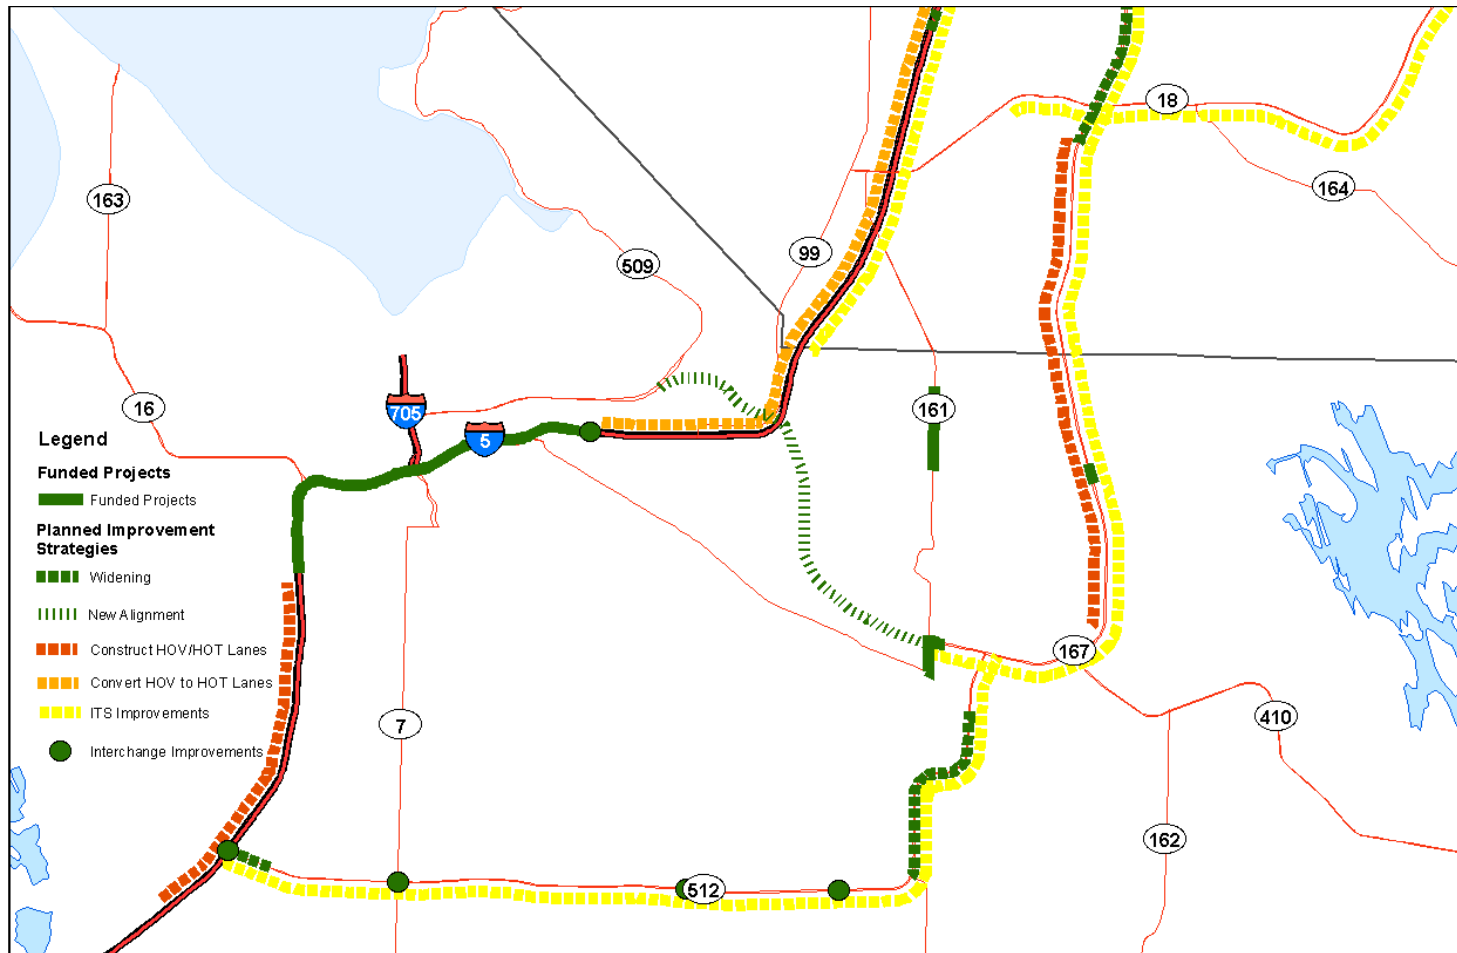 18
163
164
99
509
16
705
161
5
Legend
Funded Projects
Funded Projects
Planned Improvement
Strategies
Widening
New Alignment
Construct HOV/HOT Lanes
167
Convert HOV to HOT Lanes
ITS Improvements
7
410
Interchange Improvements
162
512